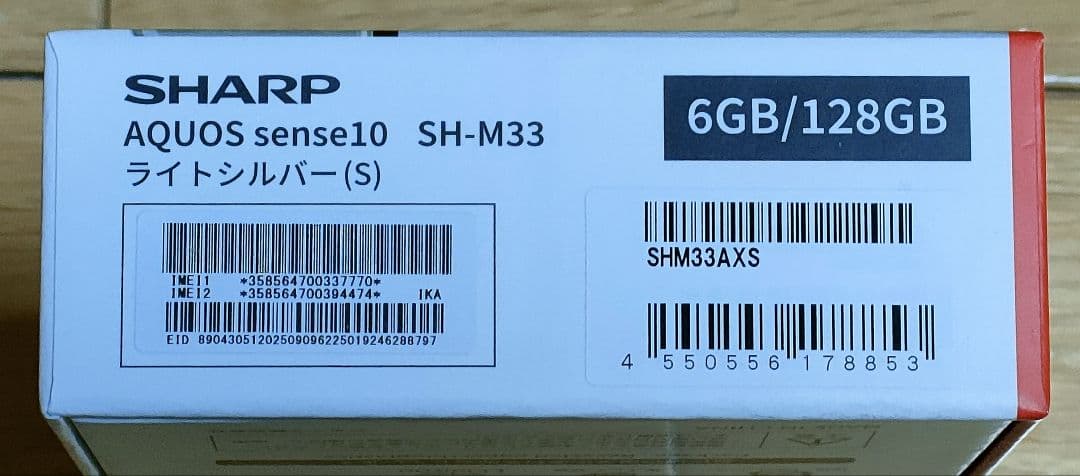 SHARP
AQUOS sense10 SH-M33
ライトシルバー(S)
6GB/128GB
IMEI1 *358564700337770*
IMEI2 *358564700394474* IKA
EID 89043051202509096225019246288797
SHM33AXS
4 550556 178853